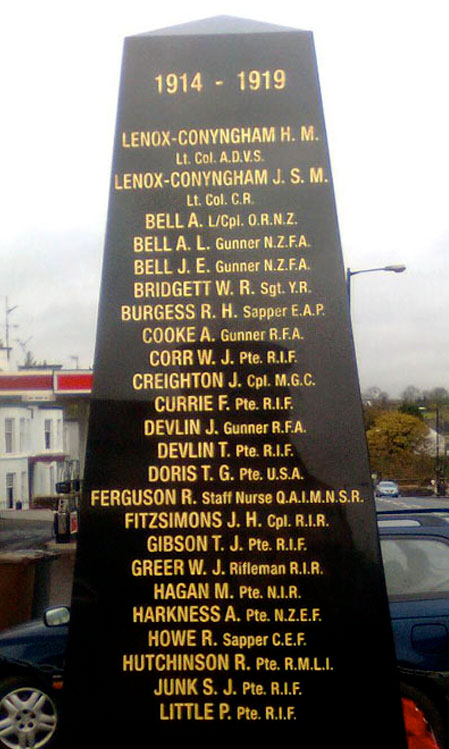 1914 - 1919
LENOX-CONYNGHAM H. M.
Lt. Col. A.D.V.S.
LENOX-CONYNGHAM J. S. M.
Lt. Col. C.R.
BELL A. L/Cpl. O.R.N.Z.
BELL A. L. Gunner N.Z.F.A.
BELL J. E. Gunner N.Z.F.A.
BRIDGETT W. R. Sgt. Y.R.
BURGESS R. H. Sapper E.A.P.
COOKE A. Gunner R.F.A.
CORR W. J. Pte. R.I.F.
CREIGHTON J. Cpl. M.G.C.
CURRIE F. Pte. R.I.F.
DEVLIN J. Gunner R.F.A.
DEVLIN T. Pte. R.I.F.
DORIS T. G. Pte. U.S.A.
FERGUSON R. Staff Nurse Q.A.I.M.N.S.R.
FITZSIMONS J. H. Cpl. R.I.R.
GIBSON T. J. Pte. R.I.F.
GREER W. J. Rifleman R.I.R.
HAGAN M. Pte. N.I.R.
HARKNESS A. Pte. N.Z.E.F.
HOWE R. Sapper C.E.F.
HUTCHINSON R. Pte. R.M.L.I.
JUNK S. J. Pte. R.I.F.
LITTLE P. Pte. R.I.F.